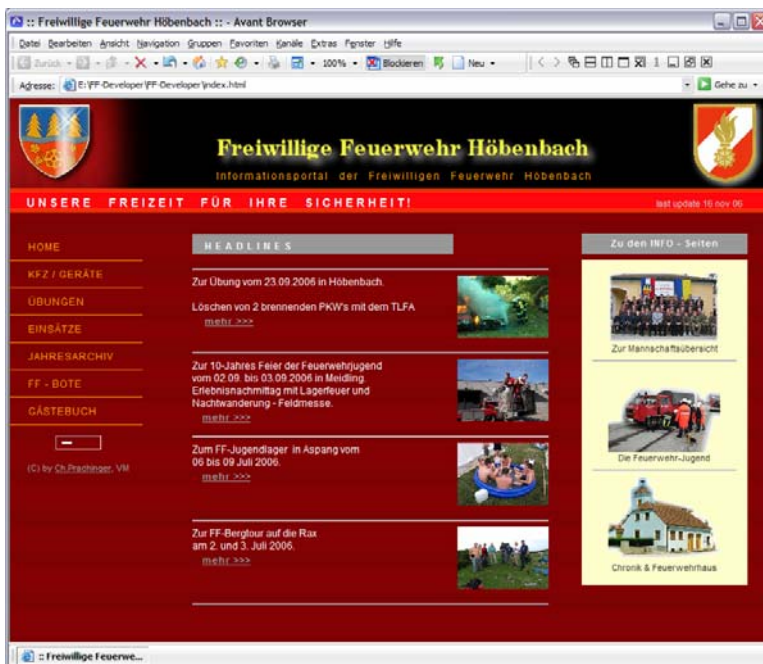 :: Freiwillige Feuerwehr Höbenbach :: - Avant Browser
Datei Bearbeiten Ansicht Navigation Gruppen Favoriten Kanäle Extras Fenster Hilfe
Zurück 100% Blockieren Neu 1
Adresse: E:\FF-Developer\FF-Developer\index.html Gehe zu
Freiwillige Feuerwehr Höbenbach
Informationsportal der Freiwilligen Feuerwehr Höbenbach
UNSERE FREIZEIT FÜR IHRE SICHERHEIT!
last update 16 nov 06
HOME
KFZ / GERÄTE
ÜBUNGEN
EINSÄTZE
JAHRESARCHIV
FF - BOTE
GÄSTEBUCH
(C) by Ch.Prachinger, VM
HEADLINES
Zur Übung vom 23.09.2006 in Höbenbach.
Löschen von 2 brennenden PKW's mit dem TLFA
mehr >>>
Zur 10-Jahres Feier der Feuerwehrjugend
vom 02.09. bis 03.09.2006 in Meidling.
Erlebnisnachmittag mit Lagerfeuer und
Nachtwanderung - Feldmesse.
mehr >>>
Zum FF-Jugendlager in Aspang vom
06 bis 09 Juli 2006.
mehr >>>
Zur FF-Bergtour auf die Rax
am 2. und 3. Juli 2006.
mehr >>>
Zu den INFO - Seiten
Zur Mannschaftsübersicht
Die Feuerwehr-Jugend
Chronik & Feuerwehrhaus
:: Freiwillige Feuerwe...